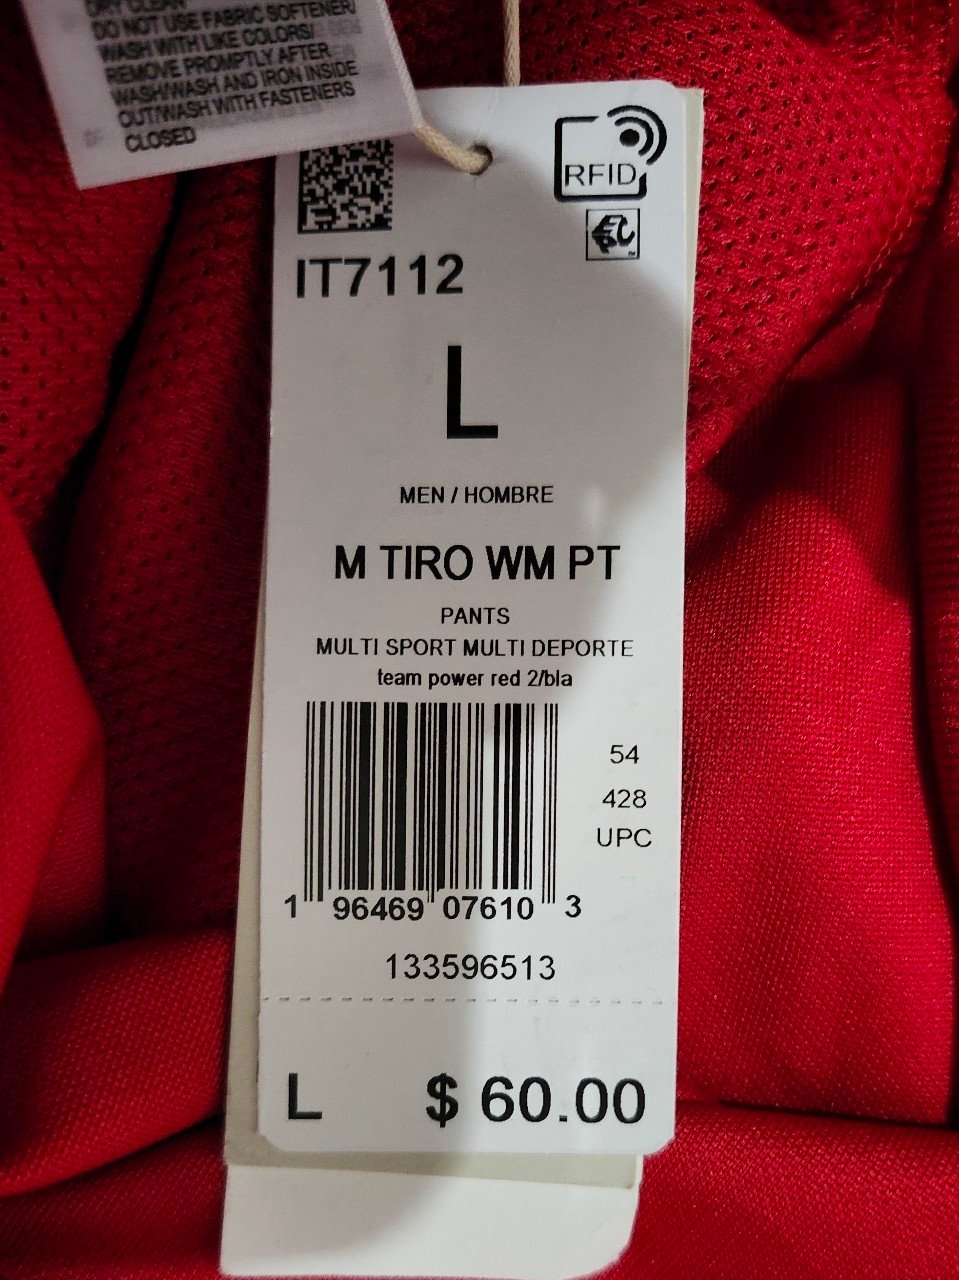 DRY CLEAN
DO NOT USE FABRIC SOFTENER/
WASH WITH LIKE COLORS/
REMOVE PROMPTLY AFTER
WASH/WASH AND IRON INSIDE
OUT/WASH WITH FASTENERS
CLOSED
RFID
IT7112
L
MEN / HOMBRE
M TIRO WM PT
PANTS
MULTI SPORT MULTI DEPORTE
team power red 2/bla
54
428
UPC
1 96469 07610 3
133596513
L $ 60.00